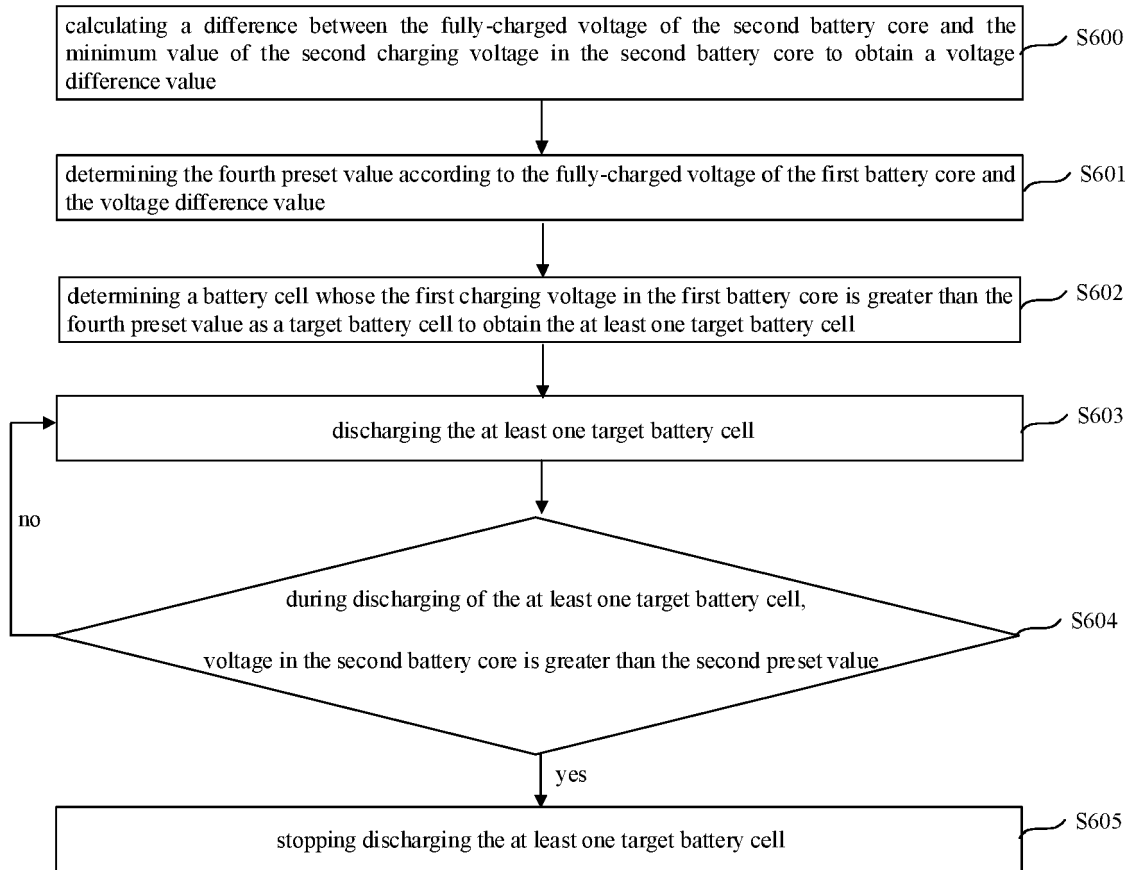 calculating a difference between the fully-charged voltage of the second battery core and the
minimum value of the second charging voltage in the second battery core to obtain a voltage
difference value
S600
determining the fourth preset value according to the fully-charged voltage of the first battery core and
the voltage difference value
S601
determining a battery cell whose the first charging voltage in the first battery core is greater than the
fourth preset value as a target battery cell to obtain the at least one target battery cell
S602
discharging the at least one target battery cell
S603
no
during discharging of the at least one target battery cell,
voltage in the second battery core is greater than the second preset value
S604
yes
stopping discharging the at least one target battery cell
S605